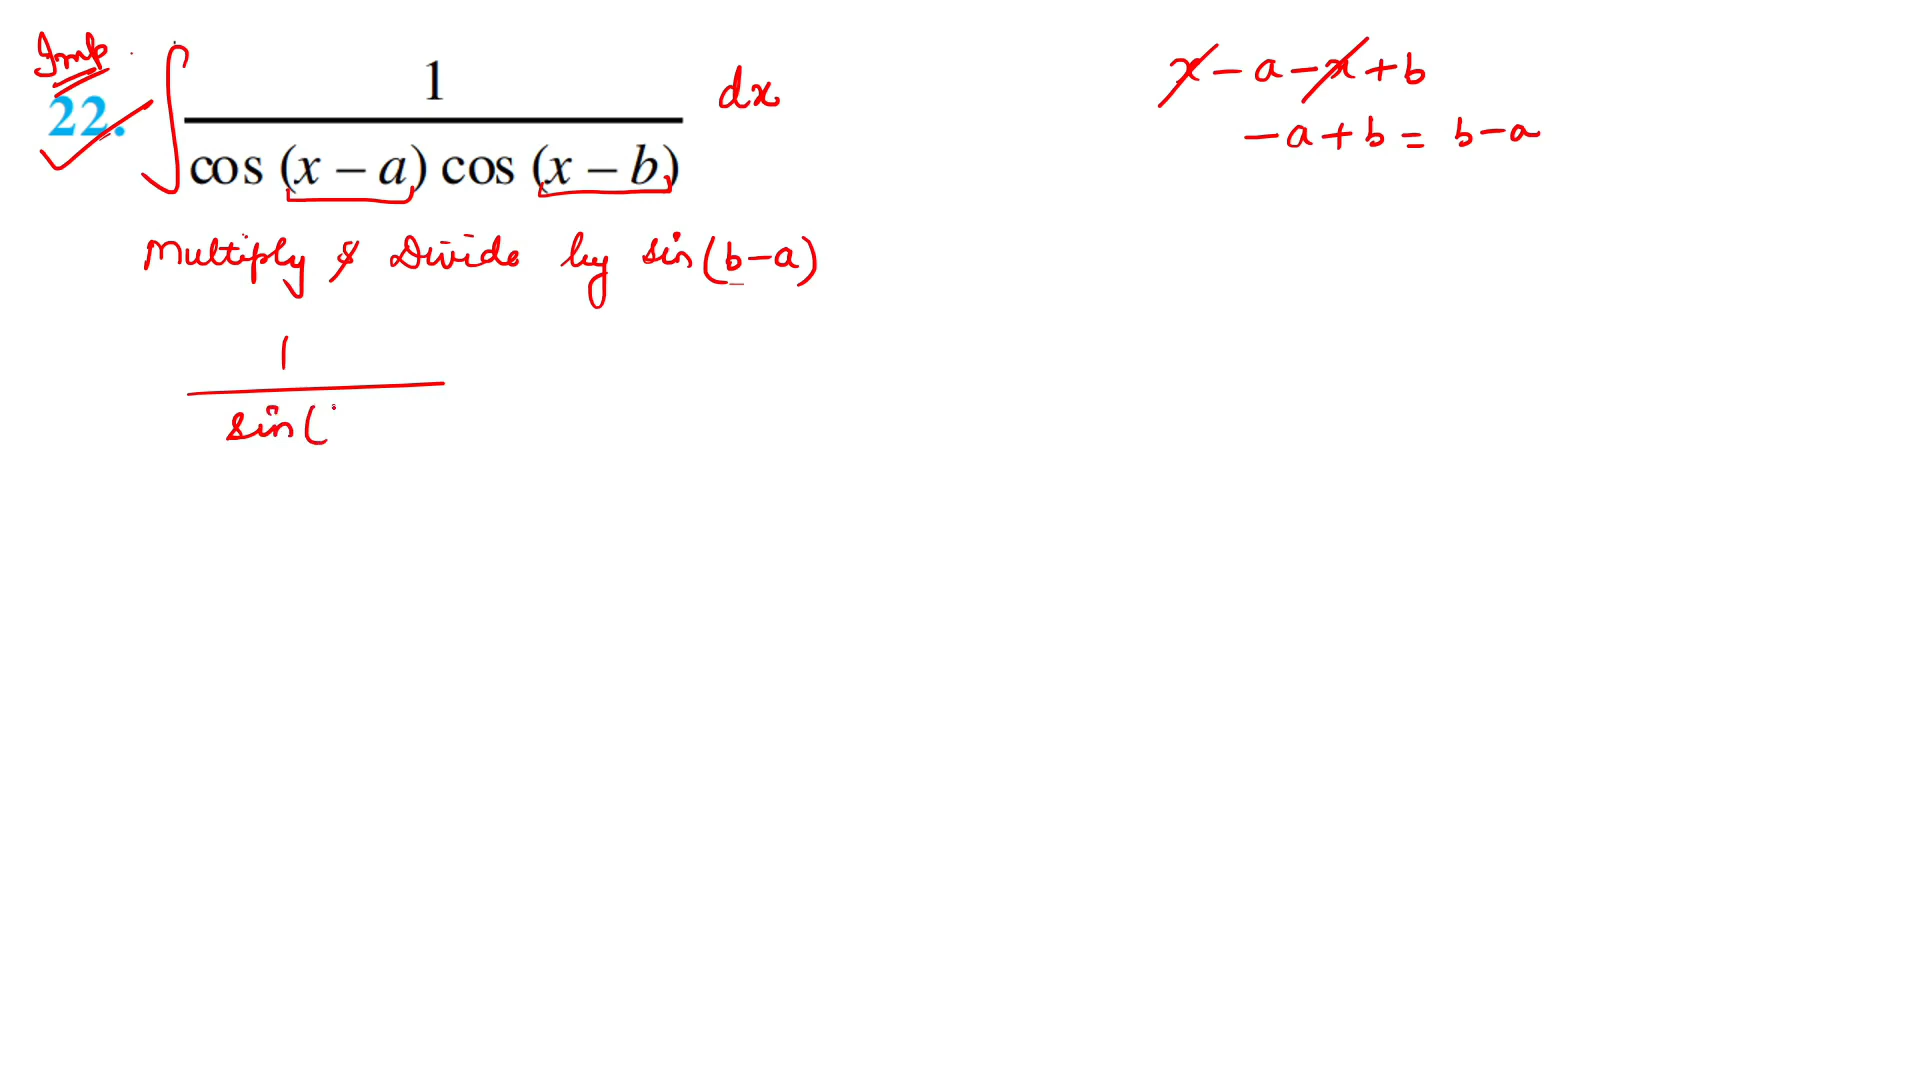 Imp
22. ∫ 1 / cos (x – a) cos (x – b) dx
x - a - x + b
- a + b = b - a
Multiply & Divide by sin(b-a)
1
sin(